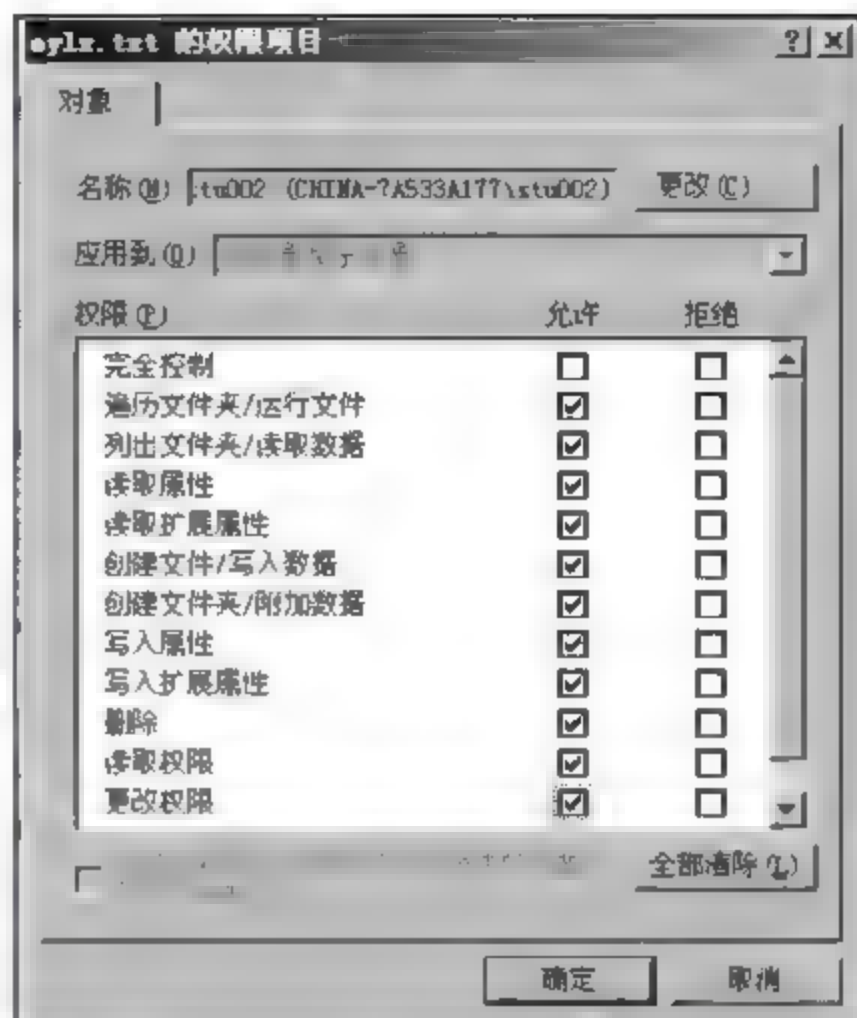 sylz.txt 的权限项目
对象
名称(N) stu002 (CHINA-7A533A177\stu002) 更改(C)
应用到(O)
权限(P) 允许 拒绝
完全控制
遍历文件夹/运行文件
列出文件夹/读取数据
读取属性
读取扩展属性
创建文件/写入数据
创建文件夹/附加数据
写入属性
写入扩展属性
删除
读取权限
更改权限
全部清除(L)
确定 取消